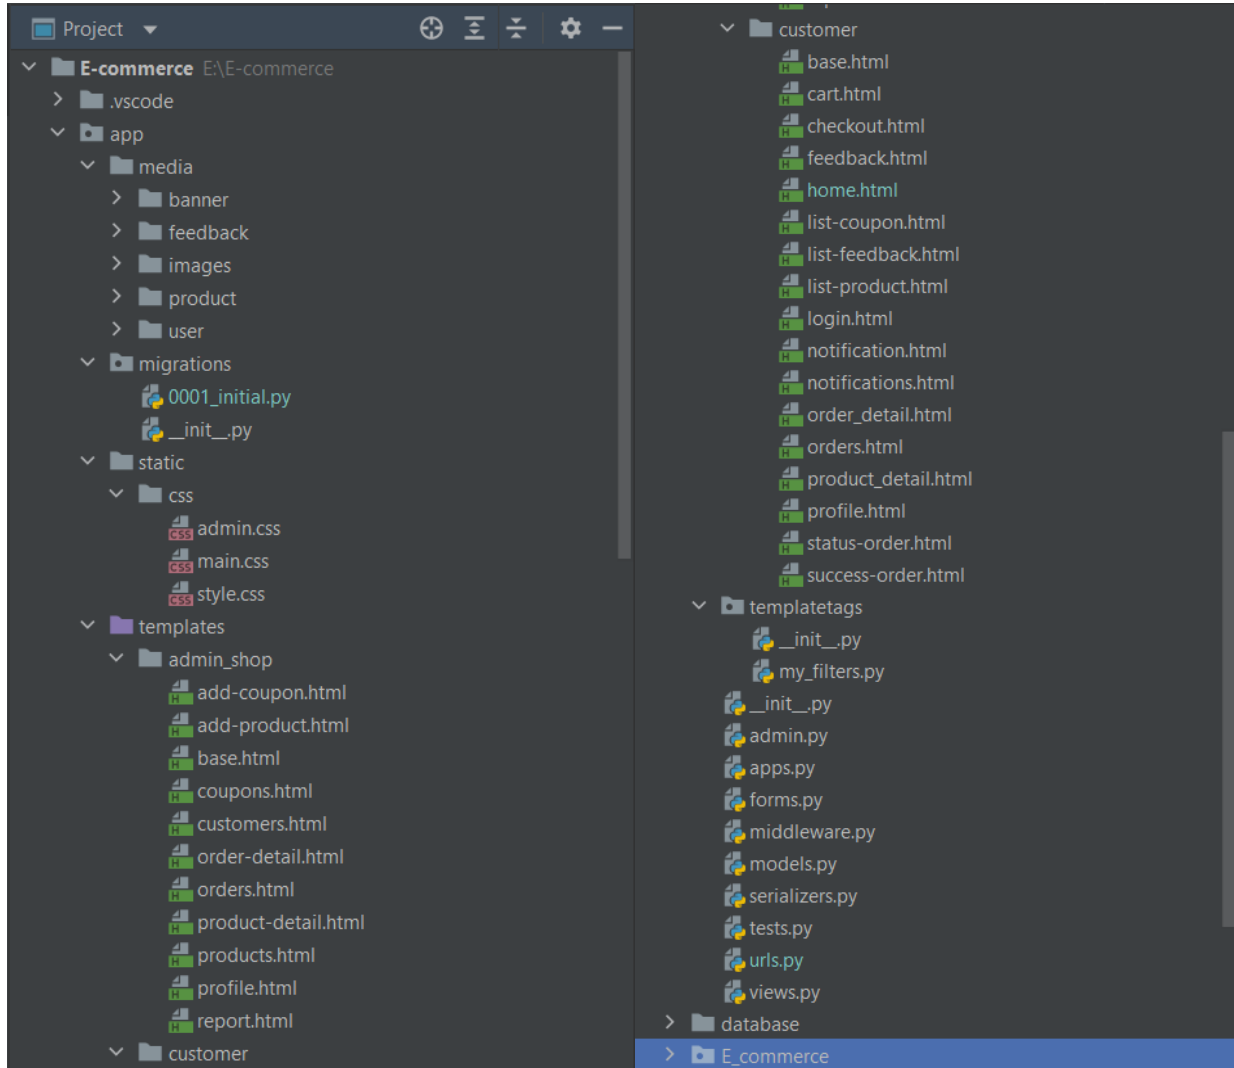 Project
E-commerce E:\E-commerce
.vscode
app
media
banner
feedback
images
product
user
migrations
0001_initial.py
__init__.py
static
css
admin.css
main.css
style.css
templates
admin_shop
add-coupon.html
add-product.html
base.html
coupons.html
customers.html
order-detail.html
orders.html
product-detail.html
products.html
profile.html
report.html
customer
customer
base.html
cart.html
checkout.html
feedback.html
home.html
list-coupon.html
list-feedback.html
list-product.html
login.html
notification.html
notifications.html
order_detail.html
orders.html
product_detail.html
profile.html
status-order.html
success-order.html
templatetags
__init__.py
my_filters.py
__init__.py
admin.py
apps.py
forms.py
middleware.py
models.py
serializers.py
tests.py
urls.py
views.py
database
E_commerce